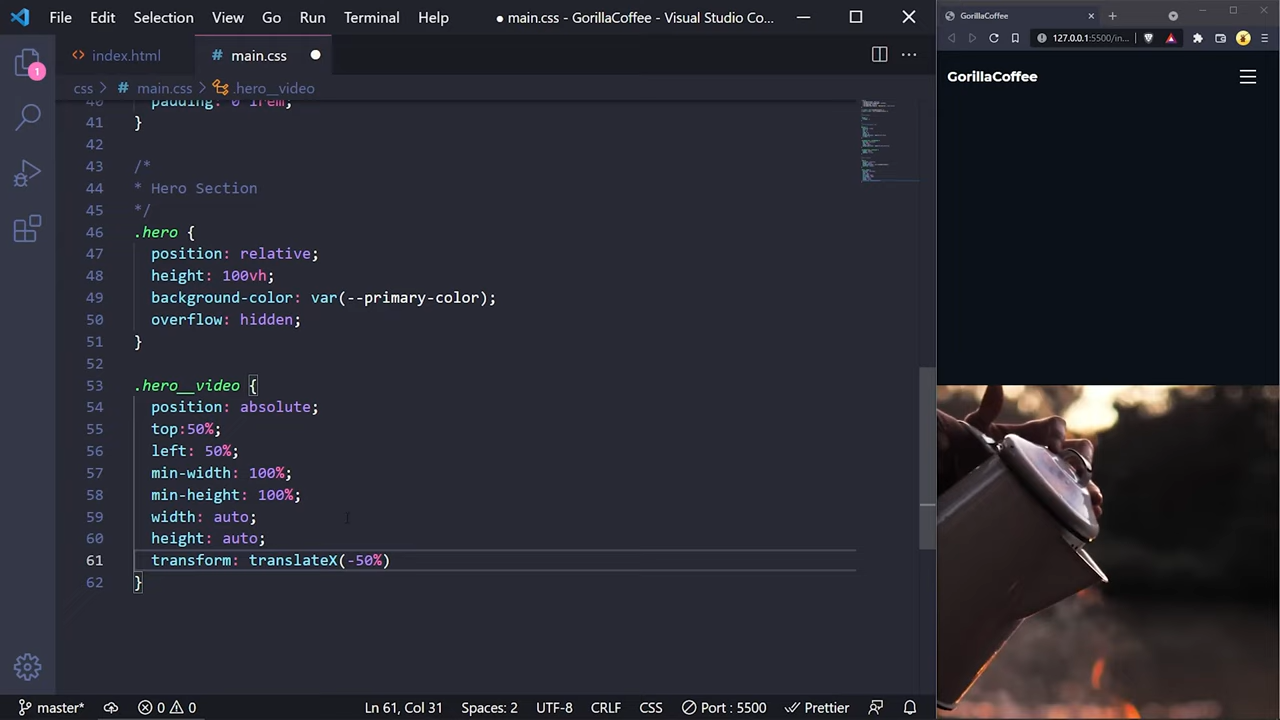 File Edit Selection View Go Run Terminal Help ● main.css - GorillaCoffee - Visual Studio Co...
index.html
# main.css
css > # main.css > .hero__video
1
40 padding: 0 1rem;
41 }
42
43 /*
44 * Hero Section
45 */
46 .hero {
47 position: relative;
48 height: 100vh;
49 background-color: var(--primary-color);
50 overflow: hidden;
51 }
52
53 .hero__video {
54 position: absolute;
55 top:50%;
56 left: 50%;
57 min-width: 100%;
58 min-height: 100%;
59 width: auto;
60 height: auto;
61 transform: translateX(-50%)
62 }
master* 0 0 Ln 61, Col 31 Spaces: 2 UTF-8 CRLF CSS Port : 5500 Prettier
GorillaCoffee
127.0.0.1:5500/in...
GorillaCoffee